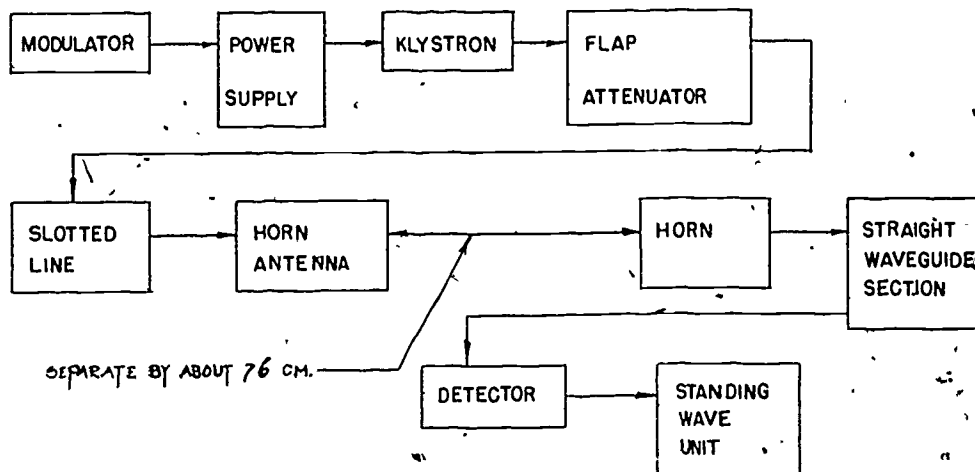 MODULATOR
POWER
SUPPLY
KLYSTRON
FLAP
ATTENUATOR
SLOTTED
LINE
HORN
ANTENNA
HORN
STRAIGHT
WAVEGUIDE
SECTION
SEPARATE BY ABOUT 76 CM.
DETECTOR
STANDING
WAVE
UNIT